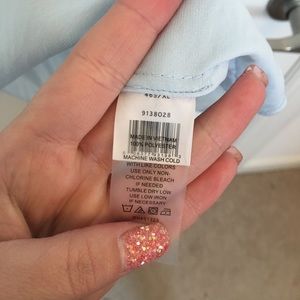 9138028
MADE IN VIETNAM
100% POLYESTER
MACHINE WASH COLD
WITH LIKE COLORS
USE ONLY NON-
CHLORINE BLEACH
IF NEEDED
TUMBLE DRY LOW
USE LOW IRON
IF NECESSARY